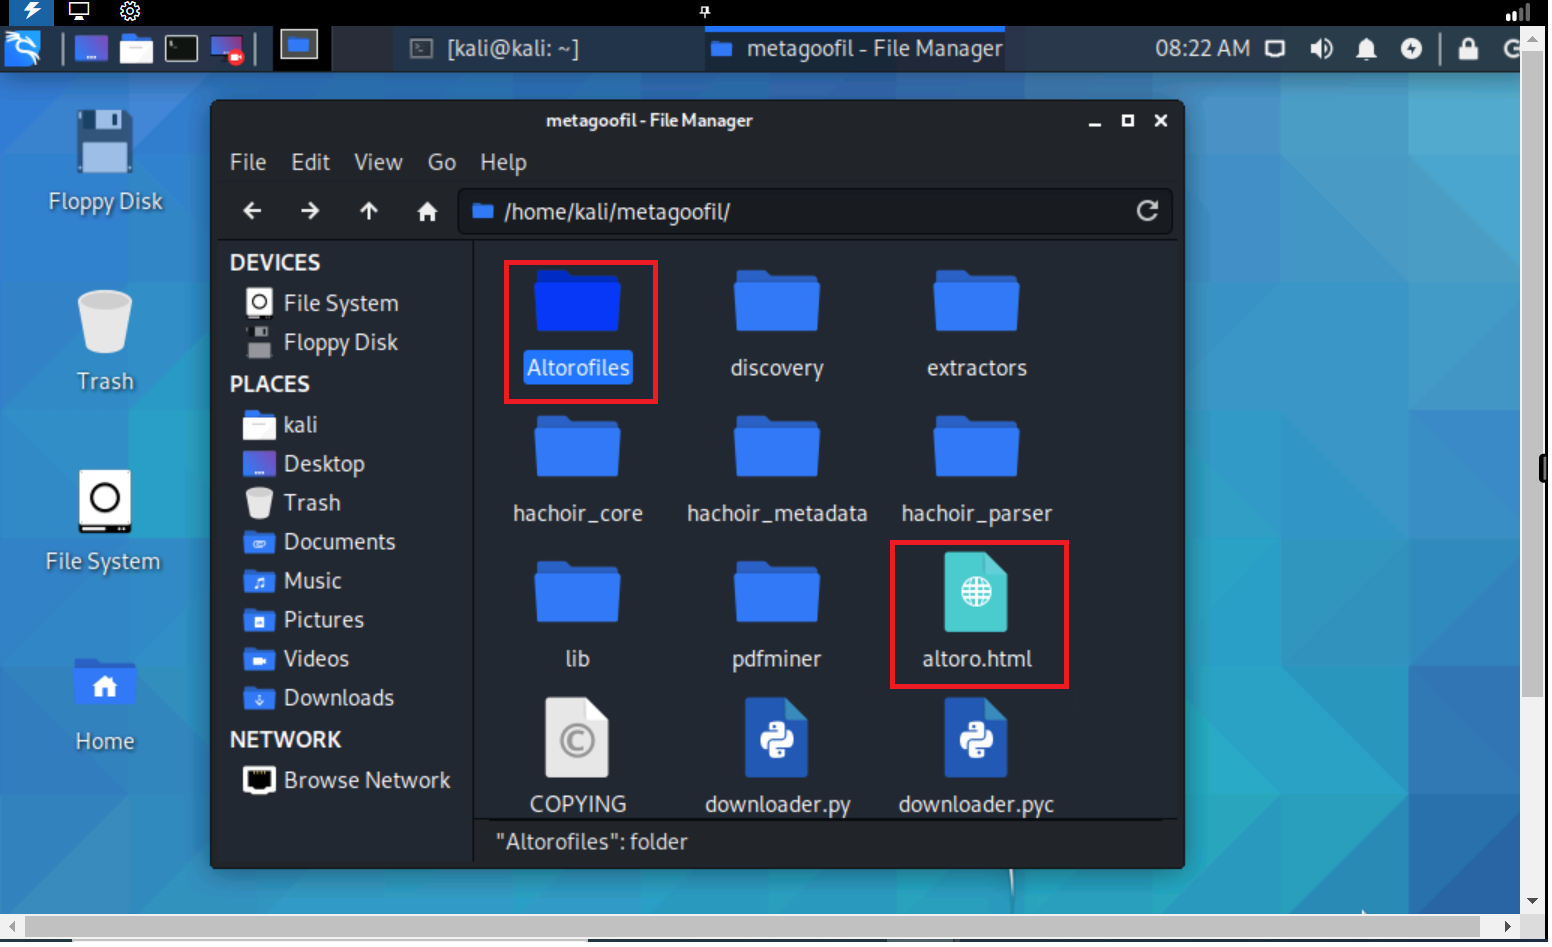 [kali@kali: ~]
metagoofil - File Manager
08:22 AM
metagoofil - File Manager
File Edit View Go Help
/home/kali/metagoofil/
Floppy Disk
Trash
File System
Home
DEVICES
File System
Floppy Disk
PLACES
kali
Desktop
Trash
Documents
Music
Pictures
Videos
Downloads
NETWORK
Browse Network
Altorofiles discovery extractors
hachoir_core hachoir_metadata hachoir_parser
lib pdfminer altoro.html
COPYING downloader.py downloader.pyc
"Altorofiles": folder